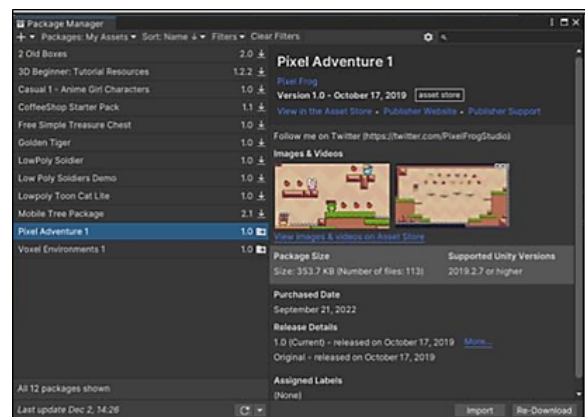 Package Manager
+ Packages: My Assets Sort: Name ↓ Filters Clear Filters
2 Old Boxes 2.0
3D Beginner: Tutorial Resources 1.2.2
Casual 1 - Anime Girl Characters 1.0
CoffeeShop Starter Pack 1.1
Free Simple Treasure Chest 1.0
Golden Tiger 1.0
LowPoly Soldier 1.0
Low Poly Soldiers Demo 1.0
Lowpoly Toon Cat Lite 1.0
Mobile Tree Package 2.1
Pixel Adventure 1 1.0
Voxel Environments 1 1.0
All 12 packages shown
Last update Dec 2, 14:26
Pixel Adventure 1
Pixel Frog
Version 1.0 - October 17, 2019 asset store
View in the Asset Store • Publisher Website • Publisher Support
Follow me on Twitter (https://twitter.com/PixelFrogStudio)
Images & Videos
View images & videos on Asset Store
Package Size Supported Unity Versions
Size: 353.7 KB (Number of files: 113) 2019.2.7 or higher
Purchased Date
September 21, 2022
Release Details
1.0 (Current) - released on October 17, 2019 More...
Original - released on October 17, 2019
Assigned Labels
(None)
Import Re-Download